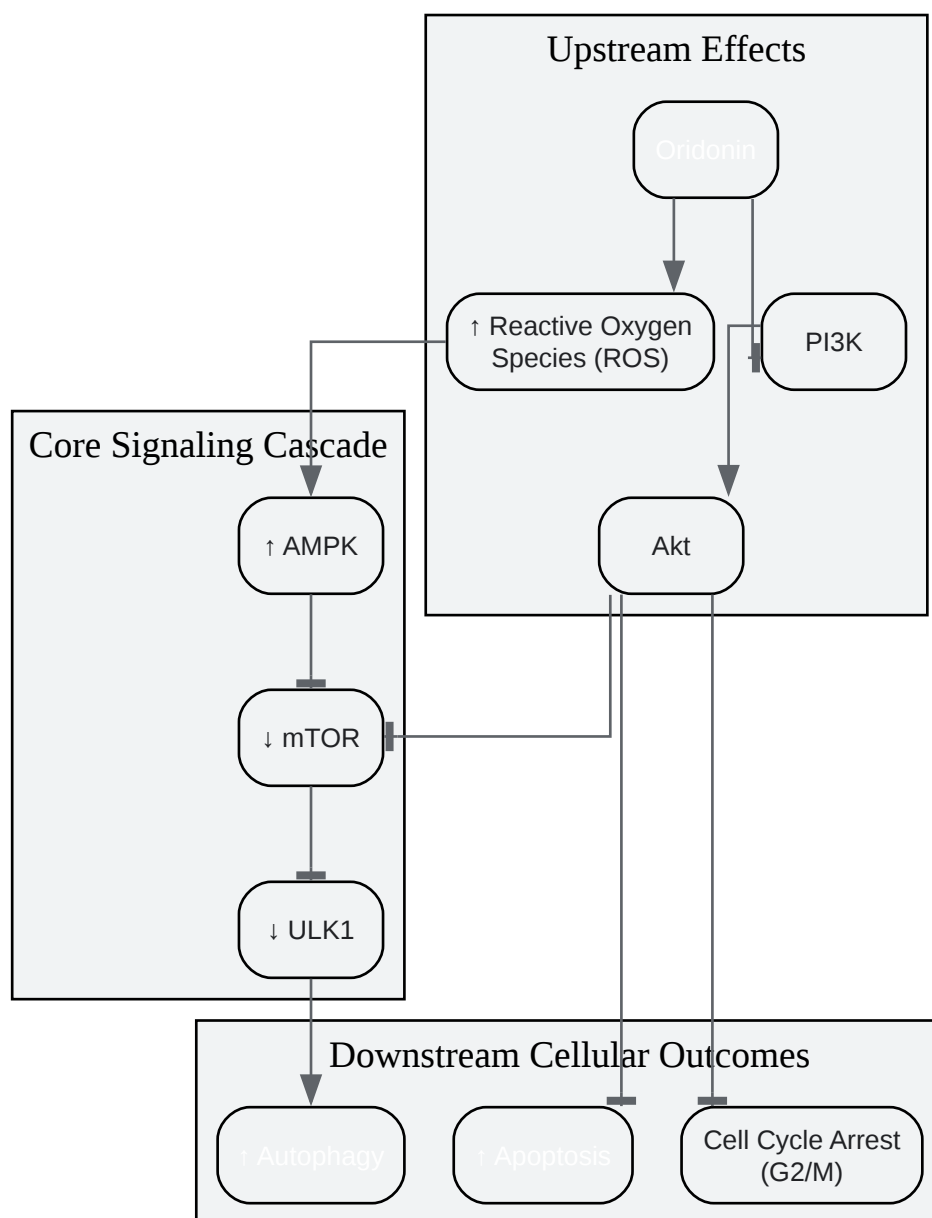 Upstream Effects
Oridonin
↑ Reactive Oxygen
Species (ROS)
PI3K
Core Signaling Cascade
↑ AMPK
Akt
↓ mTOR
↓ ULK1
Downstream Cellular Outcomes
↑ Autophagy
↑ Apoptosis
Cell Cycle Arrest
(G2/M)